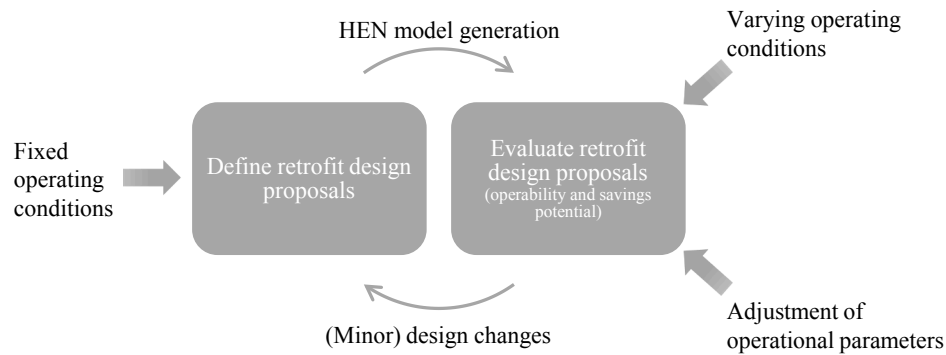 HEN model generation
Varying operating
conditions
Fixed
operating
conditions
Define retrofit design
proposals
Evaluate retrofit
design proposals
(operability and savings
potential)
(Minor) design changes
Adjustment of
operational parameters